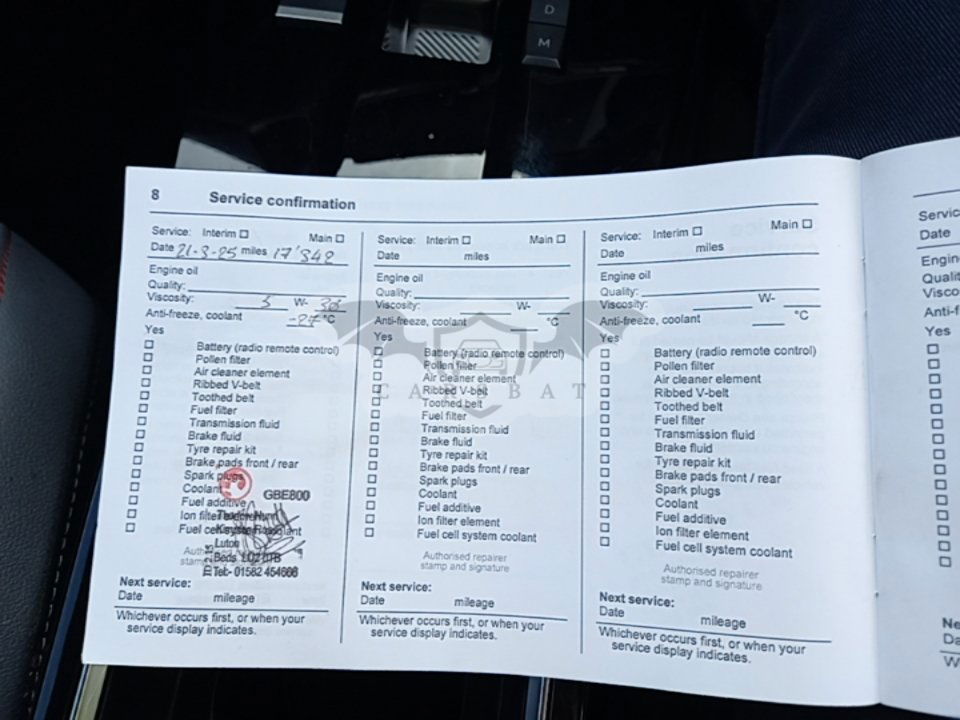 D
M
8 Service confirmation
Service: Interim Main
Date 21-3-25 miles 17'342
Engine oil
Quality:
Viscosity: 5 W- 30
Anti-freeze, coolant -27 °C
Yes
Battery (radio remote control)
Pollen filter
Air cleaner element
Ribbed V-belt
Toothed belt
Fuel filter
Transmission fluid
Brake fluid
Tyre repair kit
Brake pads front / rear
Spark plugs
Coolant
GBE800
Fuel additive
Ion filter
Fuel cell
Luton
Beds
Tel:- 01582 454666
Next service:
Date mileage
Whichever occurs first, or when your
service display indicates.
Service: Interim Main
Date miles
Engine oil
Quality:
Viscosity: W-
Anti-freeze, coolant °C
Yes
Battery (radio remote control)
Pollen filter
Air cleaner element
Ribbed V-belt
Toothed belt
Fuel filter
Transmission fluid
Brake fluid
Tyre repair kit
Brake pads front / rear
Spark plugs
Coolant
Fuel additive
Ion filter element
Fuel cell system coolant
Authorised repairer
stamp and signature
Next service:
Date mileage
Whichever occurs first, or when your
service display indicates.
Service: Interim Main
Date miles
Engine oil
Quality:
Viscosity: W-
Anti-freeze, coolant °C
Yes
Battery (radio remote control)
Pollen filter
Air cleaner element
Ribbed V-belt
Toothed belt
Fuel filter
Transmission fluid
Brake fluid
Tyre repair kit
Brake pads front / rear
Spark plugs
Coolant
Fuel additive
Ion filter element
Fuel cell system coolant
Authorised repairer
stamp and signature
Next service:
Date mileage
Whichever occurs first, or when your
service display indicates.
Servic
Date
Engin
Qualit
Visco
Anti-f
Yes
Ne
Da
W